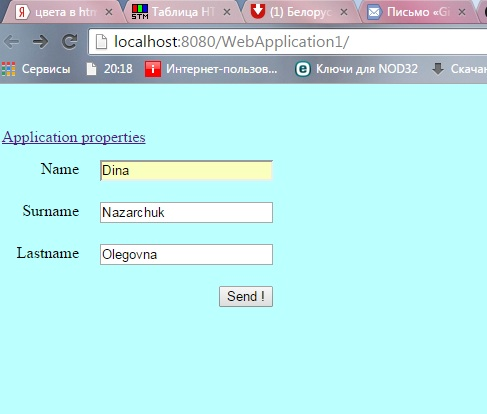 цвета в htm
STM
Таблица HT
(1) Белорус
Письмо «Gi
localhost:8080/WebApplication1/
Сервисы
20:18
Интернет-пользов...
Ключи для NOD32
Скачан
Application properties
Name Dina
Surname Nazarchuk
Lastname Olegovna
Send !